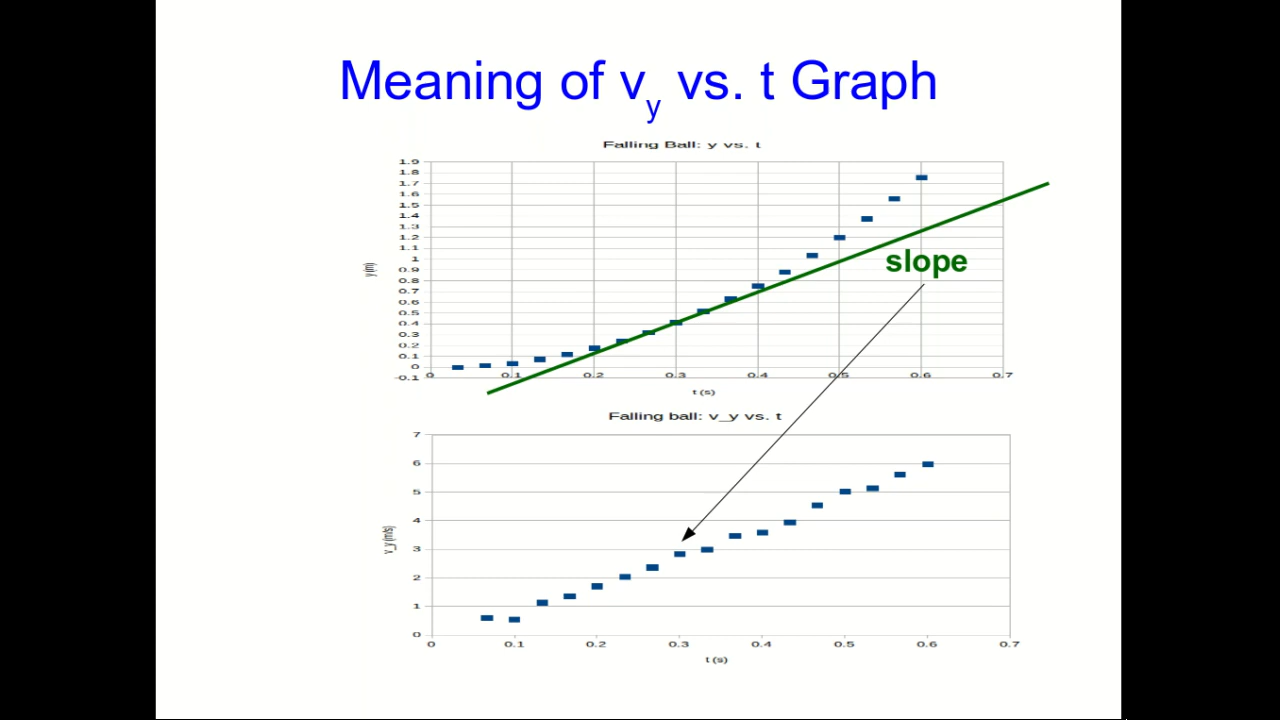 Meaning of vy vs. t Graph
Falling Ball: y vs. t
1.9
1.8
1.7
1.6
1.5
1.4
1.3
1.2
1.1
1
0.9
0.8
0.7
0.6
0.5
0.4
0.3
0.2
0.1
0
-0.1
y (m)
slope
0 0.1 0.2 0.3 0.4 0.5 0.6 0.7
t (s)
Falling ball: v_y vs. t
7
6
5
4
3
2
1
0
v_y (m/s)
0 0.1 0.2 0.3 0.4 0.5 0.6 0.7
t (s)